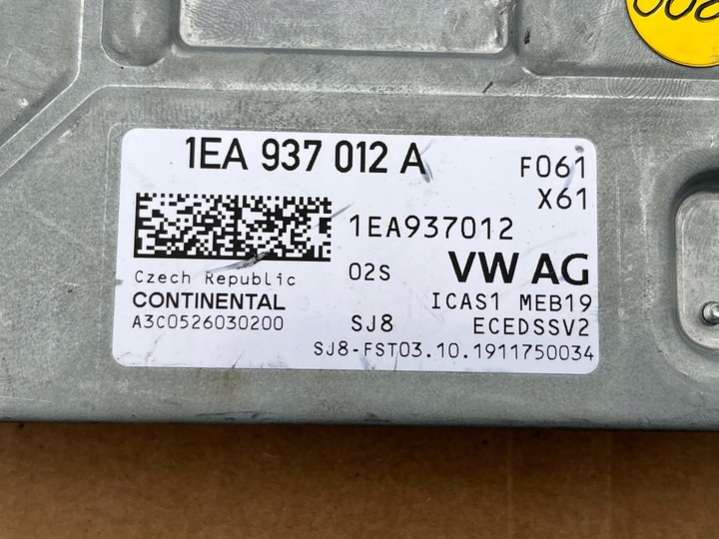 1EA 937 012 A
F061
X61
1EA937012
02S
VW AG
Czech Republic
CONTINENTAL
ICAS1 MEB19
A3C0526030200
SJ8
ECEDSSV2
SJ8-FST03.10.1911750034